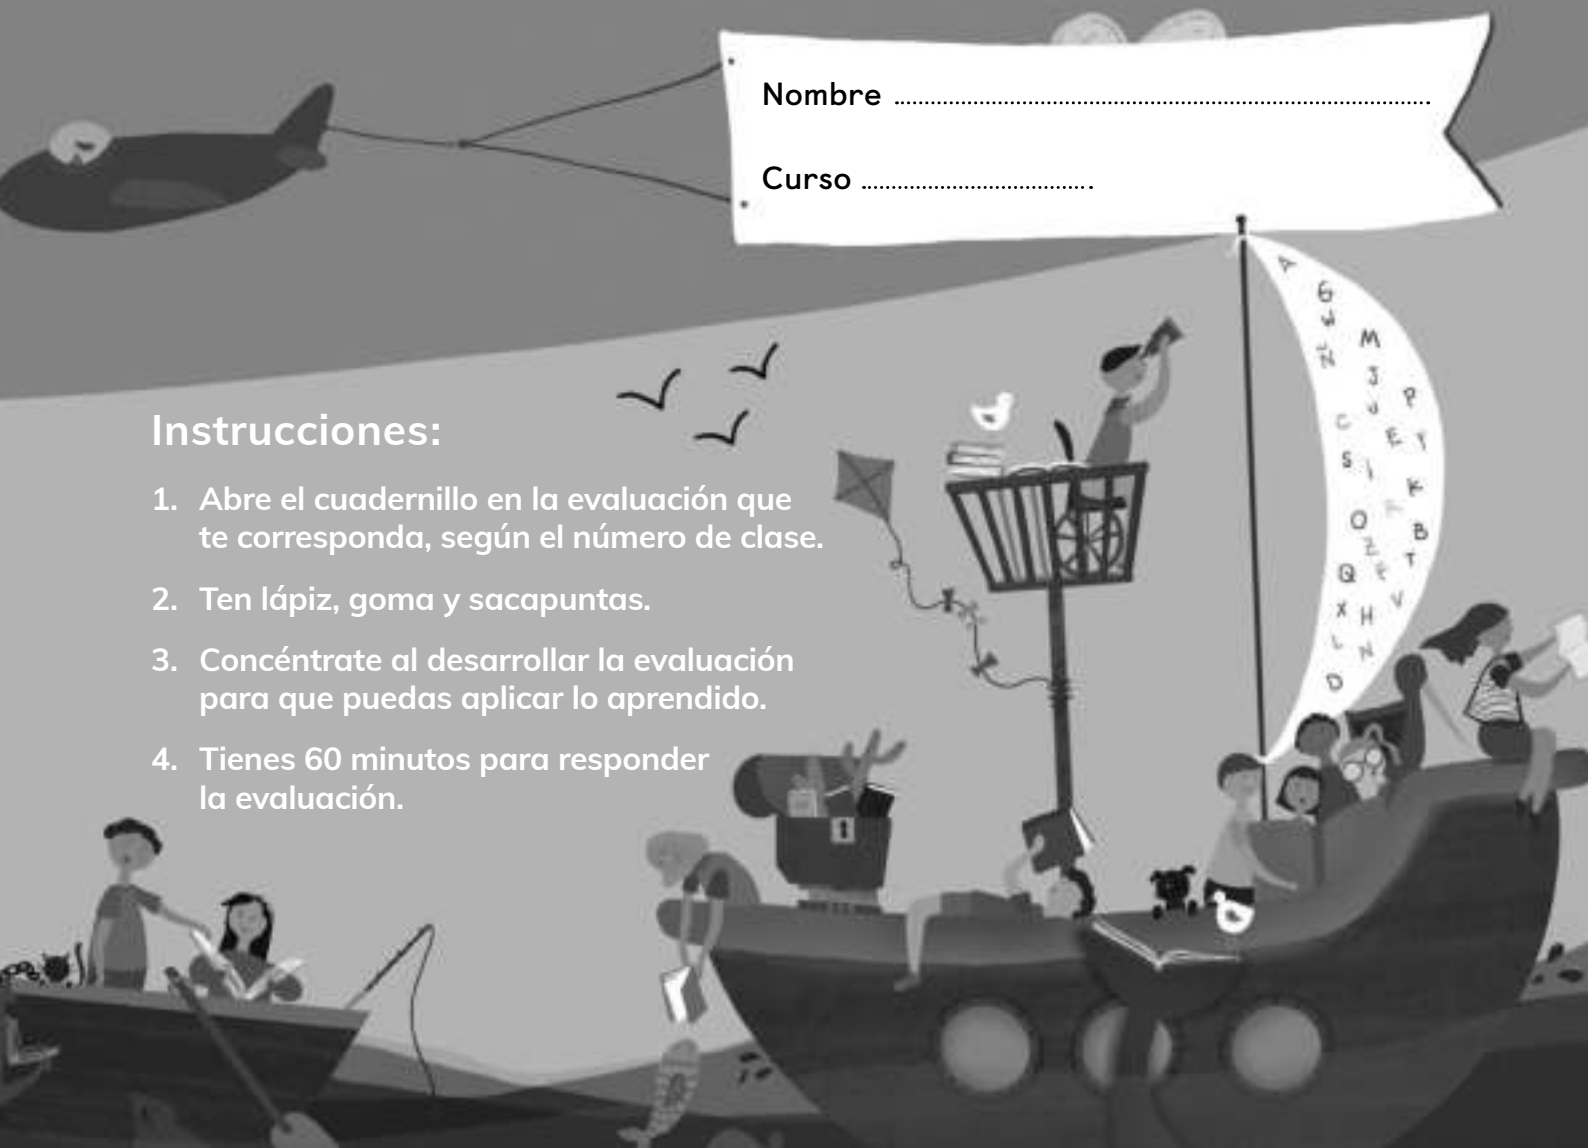 Nombre
Curso
Instrucciones:
1. Abre el cuadernillo en la evaluación que
te corresponda, según el número de clase.
2. Ten lápiz, goma y sacapuntas.
3. Concéntrate al desarrollar la evaluación
para que puedas aplicar lo aprendido.
4. Tienes 60 minutos para responder
la evaluación.